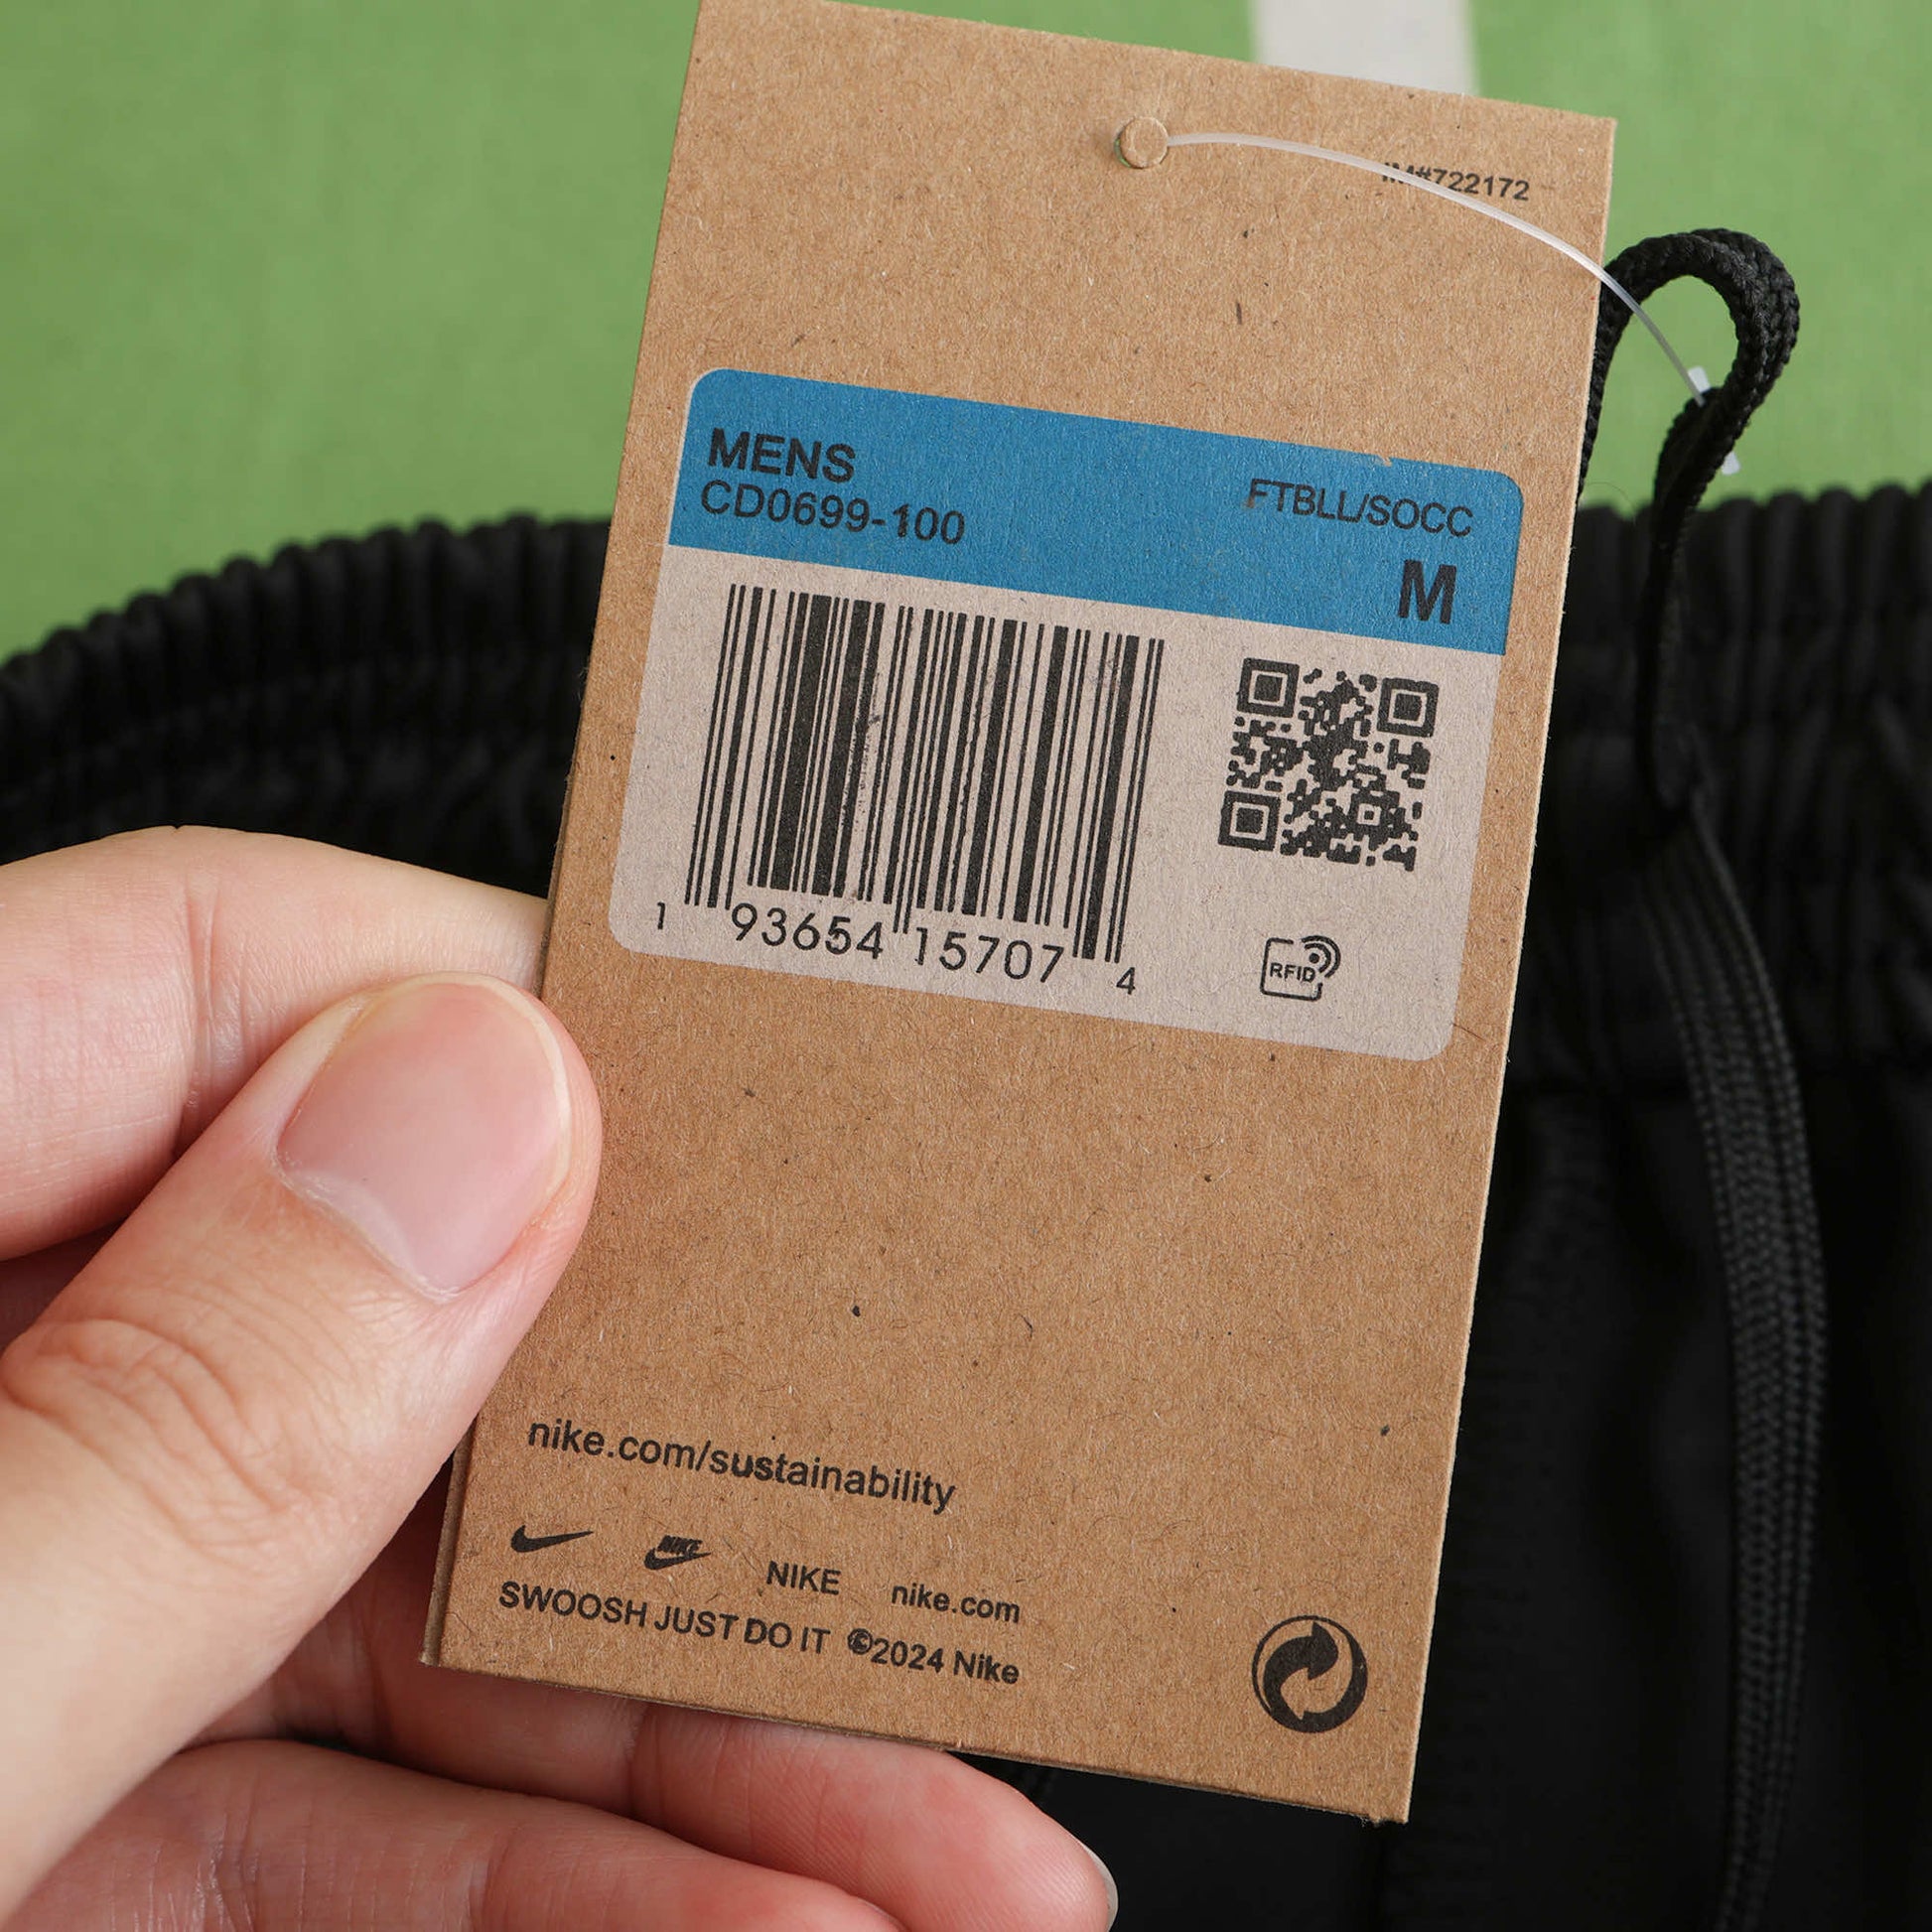 IM#722172
MENS
CD0699-100
FTBLL/SOCC
M
1 93654 15707 4
RFID
nike.com/sustainability
NIKE NIKE nike.com
SWOOSH JUST DO IT ©2024 Nike